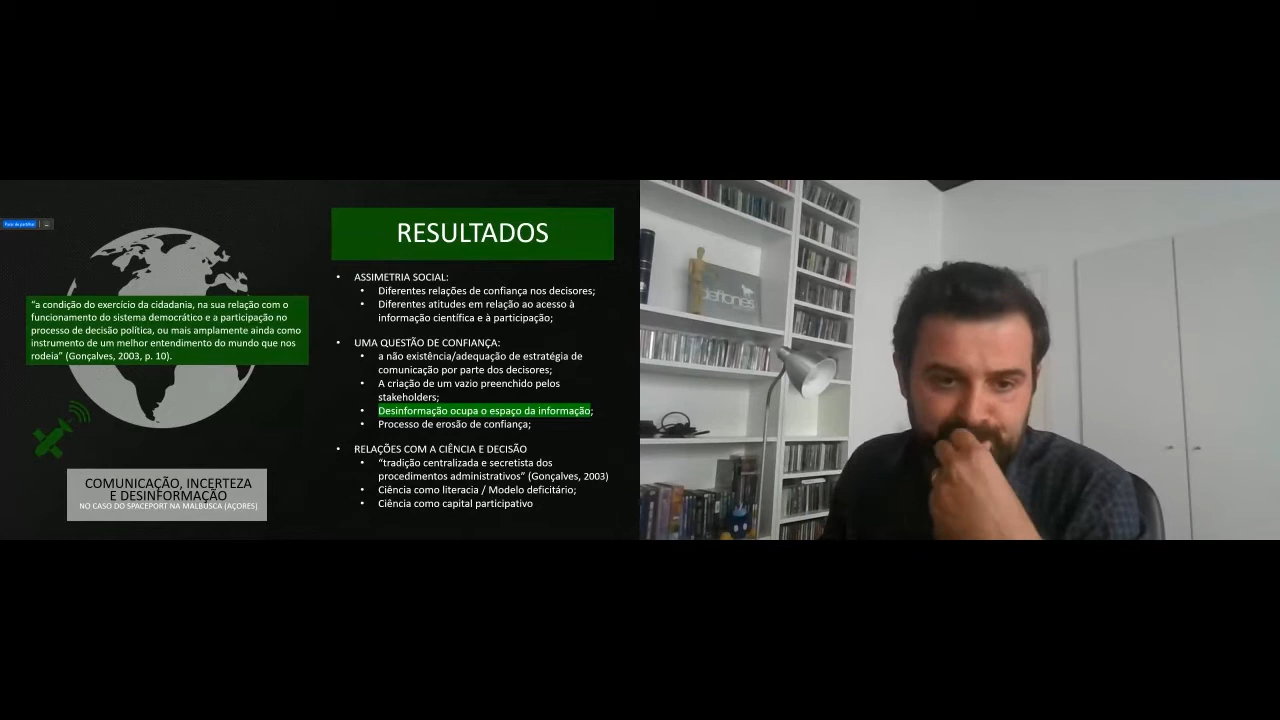 Parar de partilhar
"a condição do exercício da cidadania, na sua relação com o
funcionamento do sistema democrático e a participação no
processo de decisão política, ou mais amplamente ainda como
instrumento de um melhor entendimento do mundo que nos
rodeia" (Gonçalves, 2003, p. 10).
COMUNICAÇÃO, INCERTEZA
E DESINFORMAÇÃO
NO CASO DO SPACEPORT NA MALBUSCA (AÇORES)
RESULTADOS
• ASSIMETRIA SOCIAL:
• Diferentes relações de confiança nos decisores;
• Diferentes atitudes em relação ao acesso à
informação científica e à participação;
• UMA QUESTÃO DE CONFIANÇA:
• a não existência/adequação de estratégia de
comunicação por parte dos decisores;
• A criação de um vazio preenchido pelos
stakeholders;
• Desinformação ocupa o espaço da informação;
• Processo de erosão de confiança;
• RELAÇÕES COM A CIÊNCIA E DECISÃO
• "tradição centralizada e secretista dos
procedimentos administrativos" (Gonçalves, 2003)
• Ciência como literacia / Modelo deficitário;
• Ciência como capital participativo
deftones